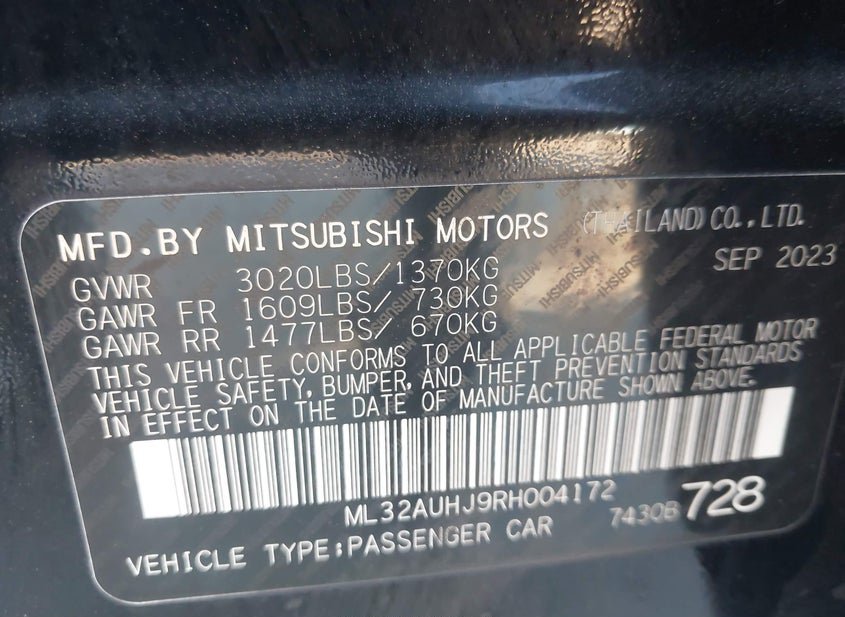 MFD.BY MITSUBISHI MOTORS (THAILAND) CO.,LTD.
SEP 2023
GVWR 3020LBS/1370KG
GAWR FR 1609LBS/ 730KG
GAWR RR 1477LBS/ 670KG
THIS VEHICLE CONFORMS TO ALL APPLICABLE FEDERAL MOTOR
VEHICLE SAFETY, BUMPER, AND THEFT PREVENTION STANDARDS
IN EFFECT ON THE DATE OF MANUFACTURE SHOWN ABOVE.
ML32AUHJ9RH004172
7430B 728
VEHICLE TYPE:PASSENGER CAR